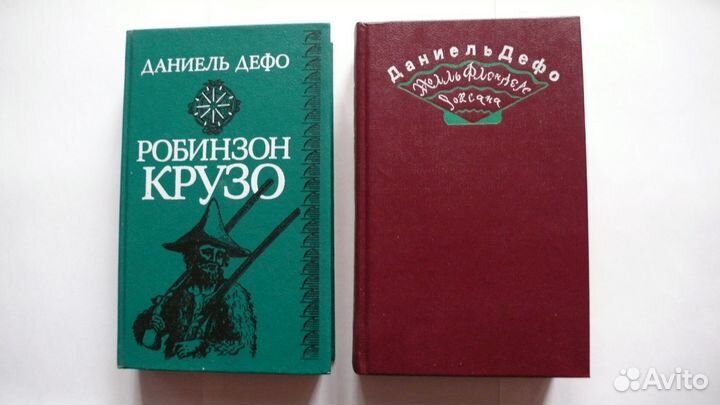 ДАНИЕЛЬ ДЕФО
РОБИНЗОН
КРУЗО
Даниель Дефо
Молль Флендерс
Роксана
Avito